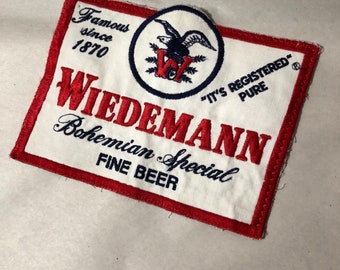 Famous
since
1870
W
"IT'S REGISTERED"
PURE
®
WIEDEMANN
Bohemian Special
FINE BEER